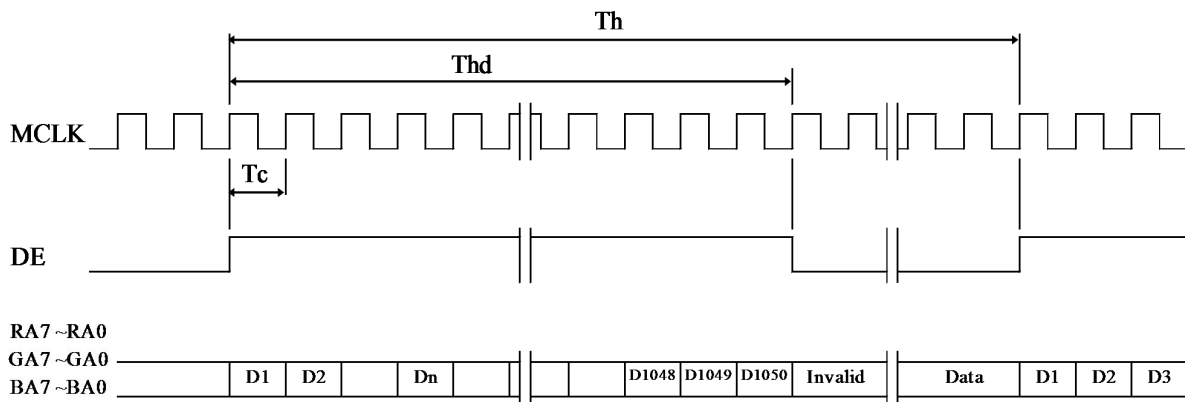 Th
Thd
MCLK
Tc
DE
RA7 ~RA0
GA7 ~GA0
BA7 ~BA0
D1 D2 Dn D1048 D1049 D1050 Invalid Data D1 D2 D3